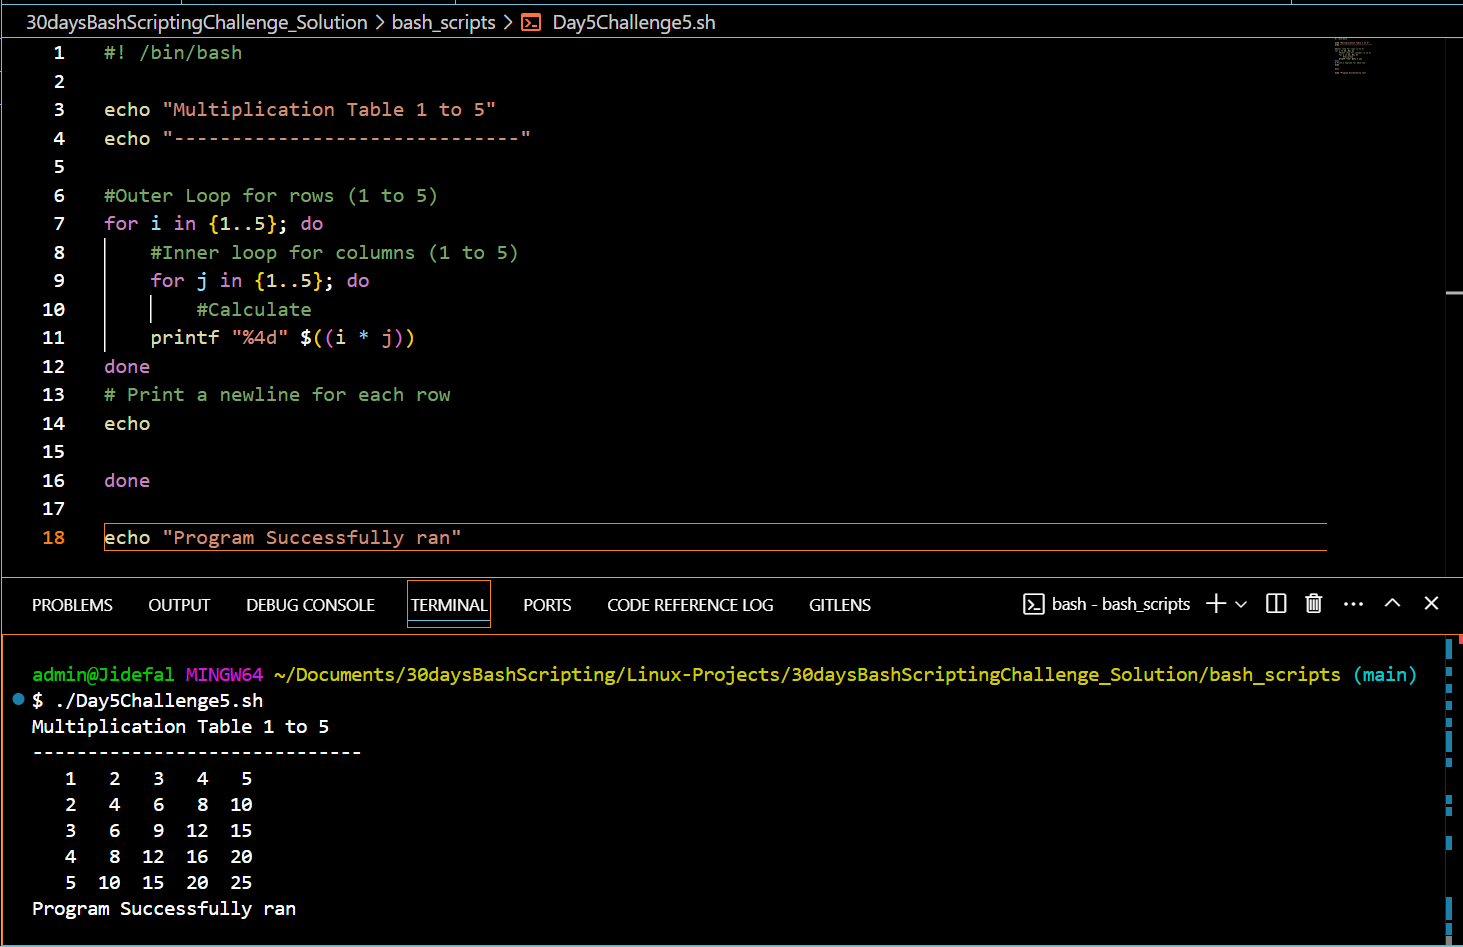 30daysBashScriptingChallenge_Solution > bash_scripts > Day5Challenge5.sh
1 #! /bin/bash
2
3 echo "Multiplication Table 1 to 5"
4 echo "------------------------------"
5
6 #Outer Loop for rows (1 to 5)
7 for i in {1..5}; do
8     #Inner loop for columns (1 to 5)
9     for j in {1..5}; do
10         #Calculate
11     printf "%4d" $((i * j))
12 done
13 # Print a newline for each row
14 echo
15
16 done
17
18 echo "Program Successfully ran"
PROBLEMS OUTPUT DEBUG CONSOLE TERMINAL PORTS CODE REFERENCE LOG GITLENS bash - bash_scripts
admin@Jidefal MINGW64 ~/Documents/30daysBashScripting/Linux-Projects/30daysBashScriptingChallenge_Solution/bash_scripts (main)
$ ./Day5Challenge5.sh
Multiplication Table 1 to 5
------------------------------
   1   2   3   4   5
   2   4   6   8  10
   3   6   9  12  15
   4   8  12  16  20
   5  10  15  20  25
Program Successfully ran